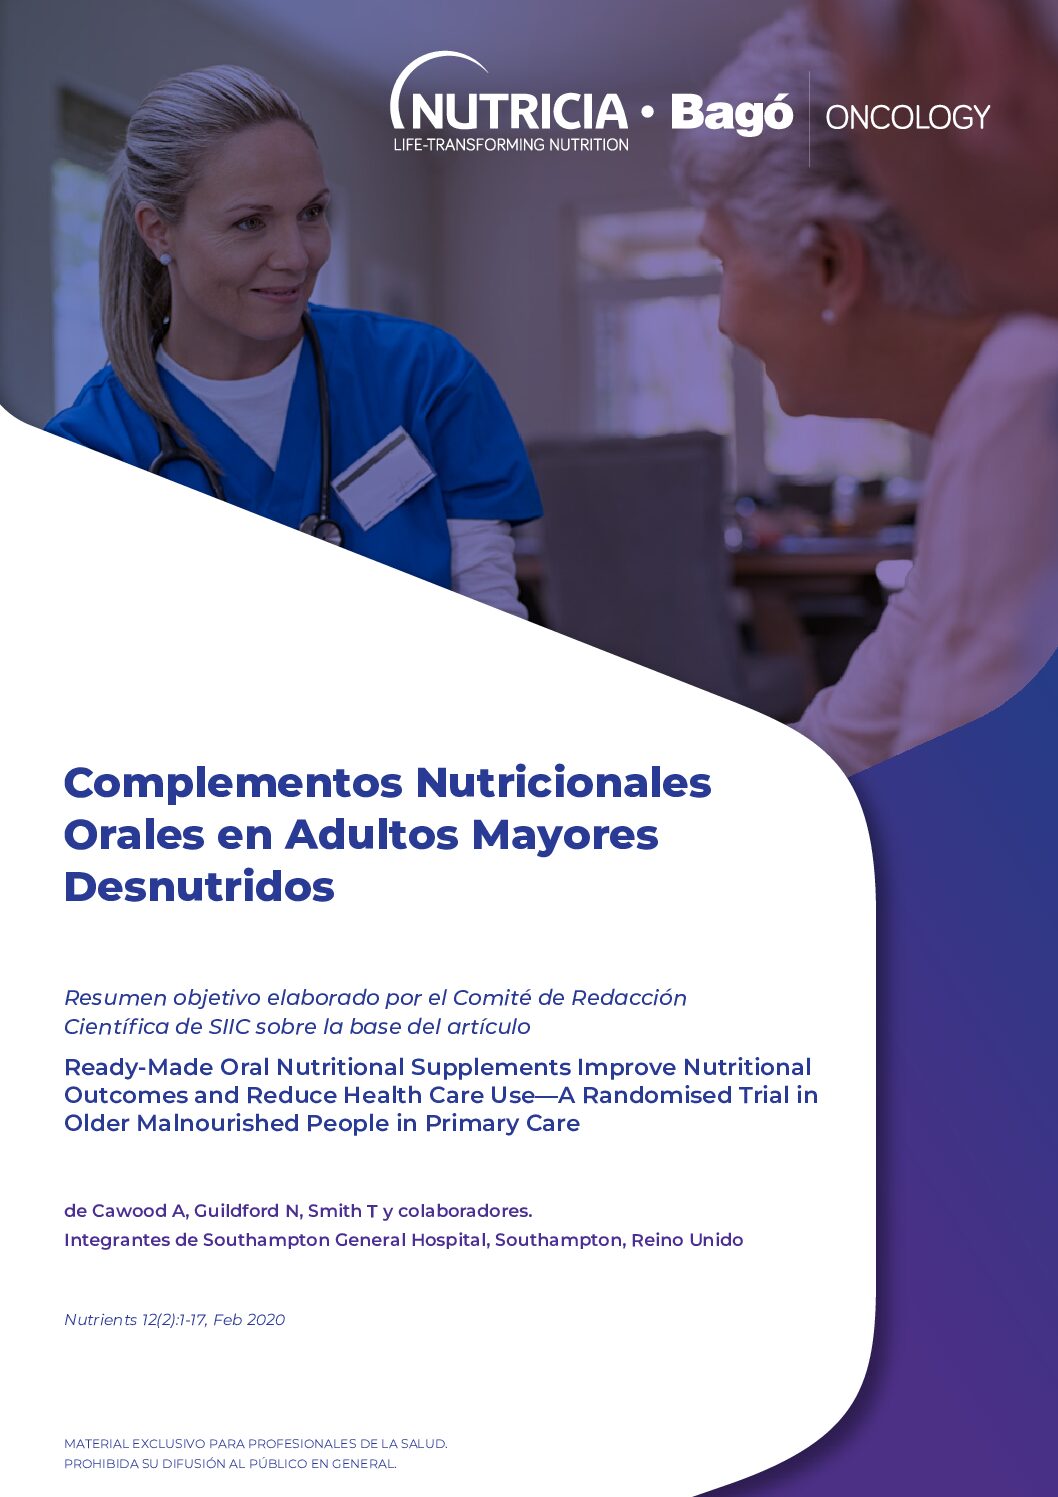 NUTRICIA • Bagó ONCOLOGY
LIFE-TRANSFORMING NUTRITION
Complementos Nutricionales
Orales en Adultos Mayores
Desnutridos
Resumen objetivo elaborado por el Comité de Redacción
Científica de SIIC sobre la base del artículo
Ready-Made Oral Nutritional Supplements Improve Nutritional
Outcomes and Reduce Health Care Use—A Randomised Trial in
Older Malnourished People in Primary Care
de Cawood A, Guildford N, Smith T y colaboradores.
Integrantes de Southampton General Hospital, Southampton, Reino Unido
Nutrients 12(2):1-17, Feb 2020
MATERIAL EXCLUSIVO PARA PROFESIONALES DE LA SALUD.
PROHIBIDA SU DIFUSIÓN AL PÚBLICO EN GENERAL.